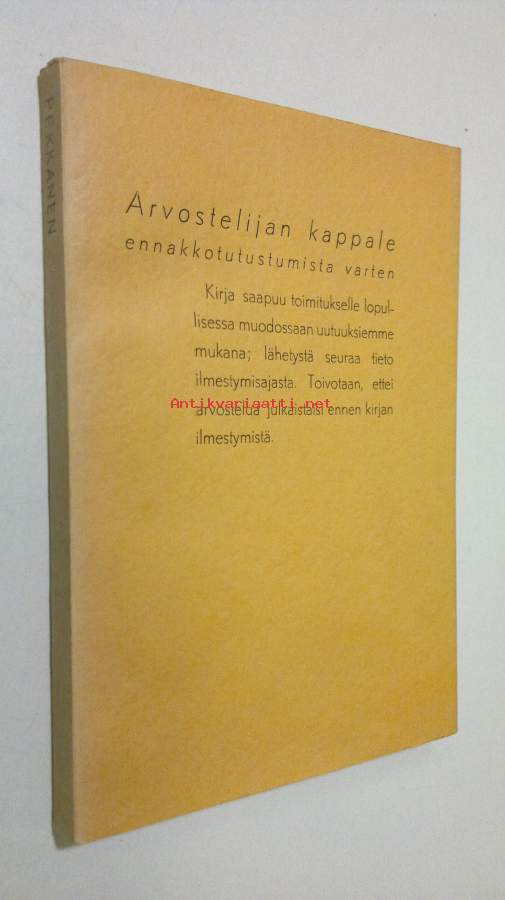 PEKKANEN
Arvostelijan kappale
ennakkotutustumista varten
Kirja saapuu toimitukselle lopul-
lisessa muodossaan uutuuksiemme
mukana; lähetystä seuraa tieto
ilmestymisajasta. Toivotaan, ettei
Antikvariaatti.net
arvostelua julkaistaisi ennen kirjan
ilmestymistä.